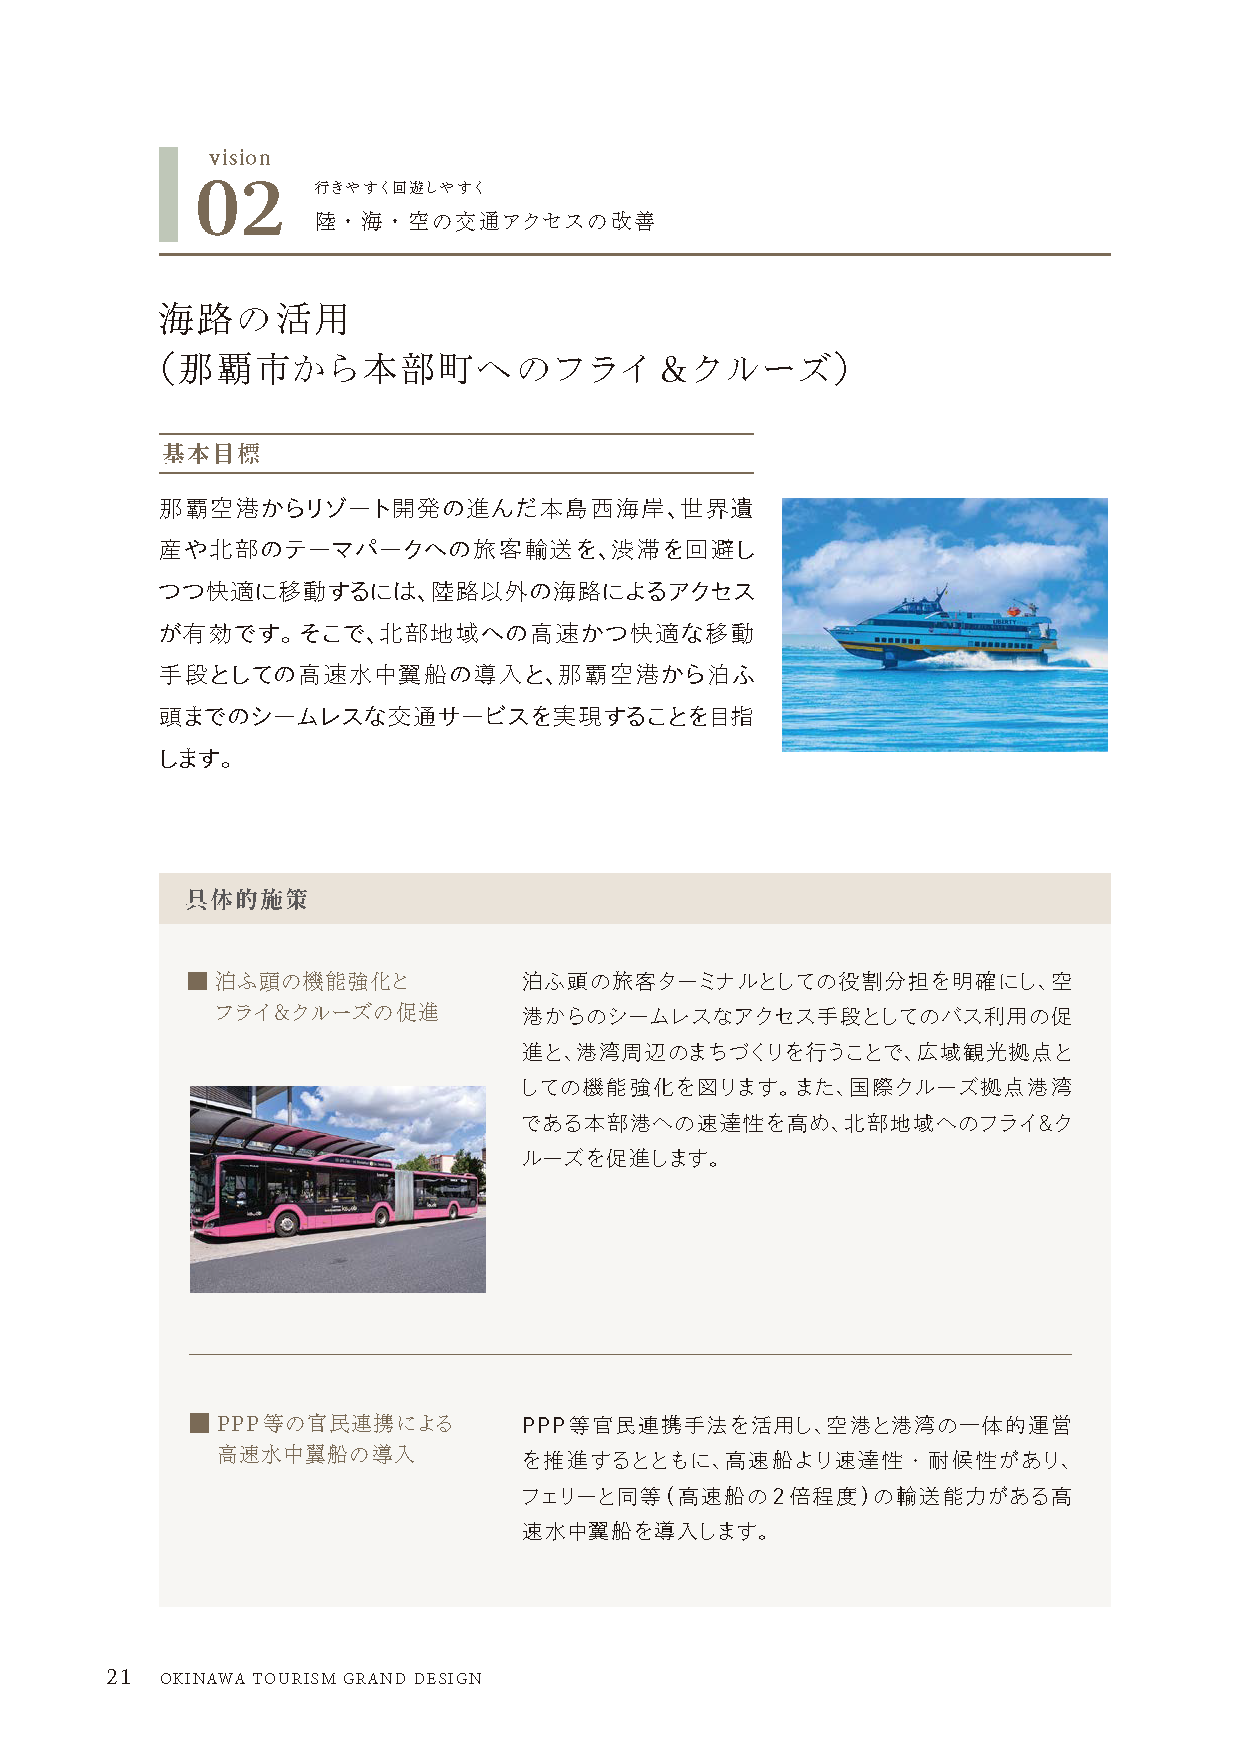 vision
02
行きやすく回遊しやすく
陸・海・空の交通アクセスの改善
海路の活用
（那覇市から本部町へのフライ&クルーズ）
基本目標
那覇空港からリゾート開発の進んだ本島西海岸、世界遺
産や北部のテーマパークへの旅客輸送を、渋滞を回避し
つつ快適に移動するには、陸路以外の海路によるアクセス
が有効です。そこで、北部地域への高速かつ快適な移動
手段としての高速水中翼船の導入と、那覇空港から泊ふ
頭までのシームレスな交通サービスを実現することを目指
します。
LIBERTY
具体的施策
■ 泊ふ頭の機能強化と
フライ&クルーズの促進
泊ふ頭の旅客ターミナルとしての役割分担を明確にし、空
港からのシームレスなアクセス手段としてのバス利用の促
進と、港湾周辺のまちづくりを行うことで、広域観光拠点と
しての機能強化を図ります。また、国際クルーズ拠点港湾
である本部港への速達性を高め、北部地域へのフライ&ク
ルーズを促進します。
■ PPP等の官民連携による
高速水中翼船の導入
PPP等官民連携手法を活用し、空港と港湾の一体的運営
を推進するとともに、高速船より速達性・耐候性があり、
フェリーと同等(高速船の2倍程度)の輸送能力がある高
速水中翼船を導入します。
21 OKINAWA TOURISM GRAND DESIGN